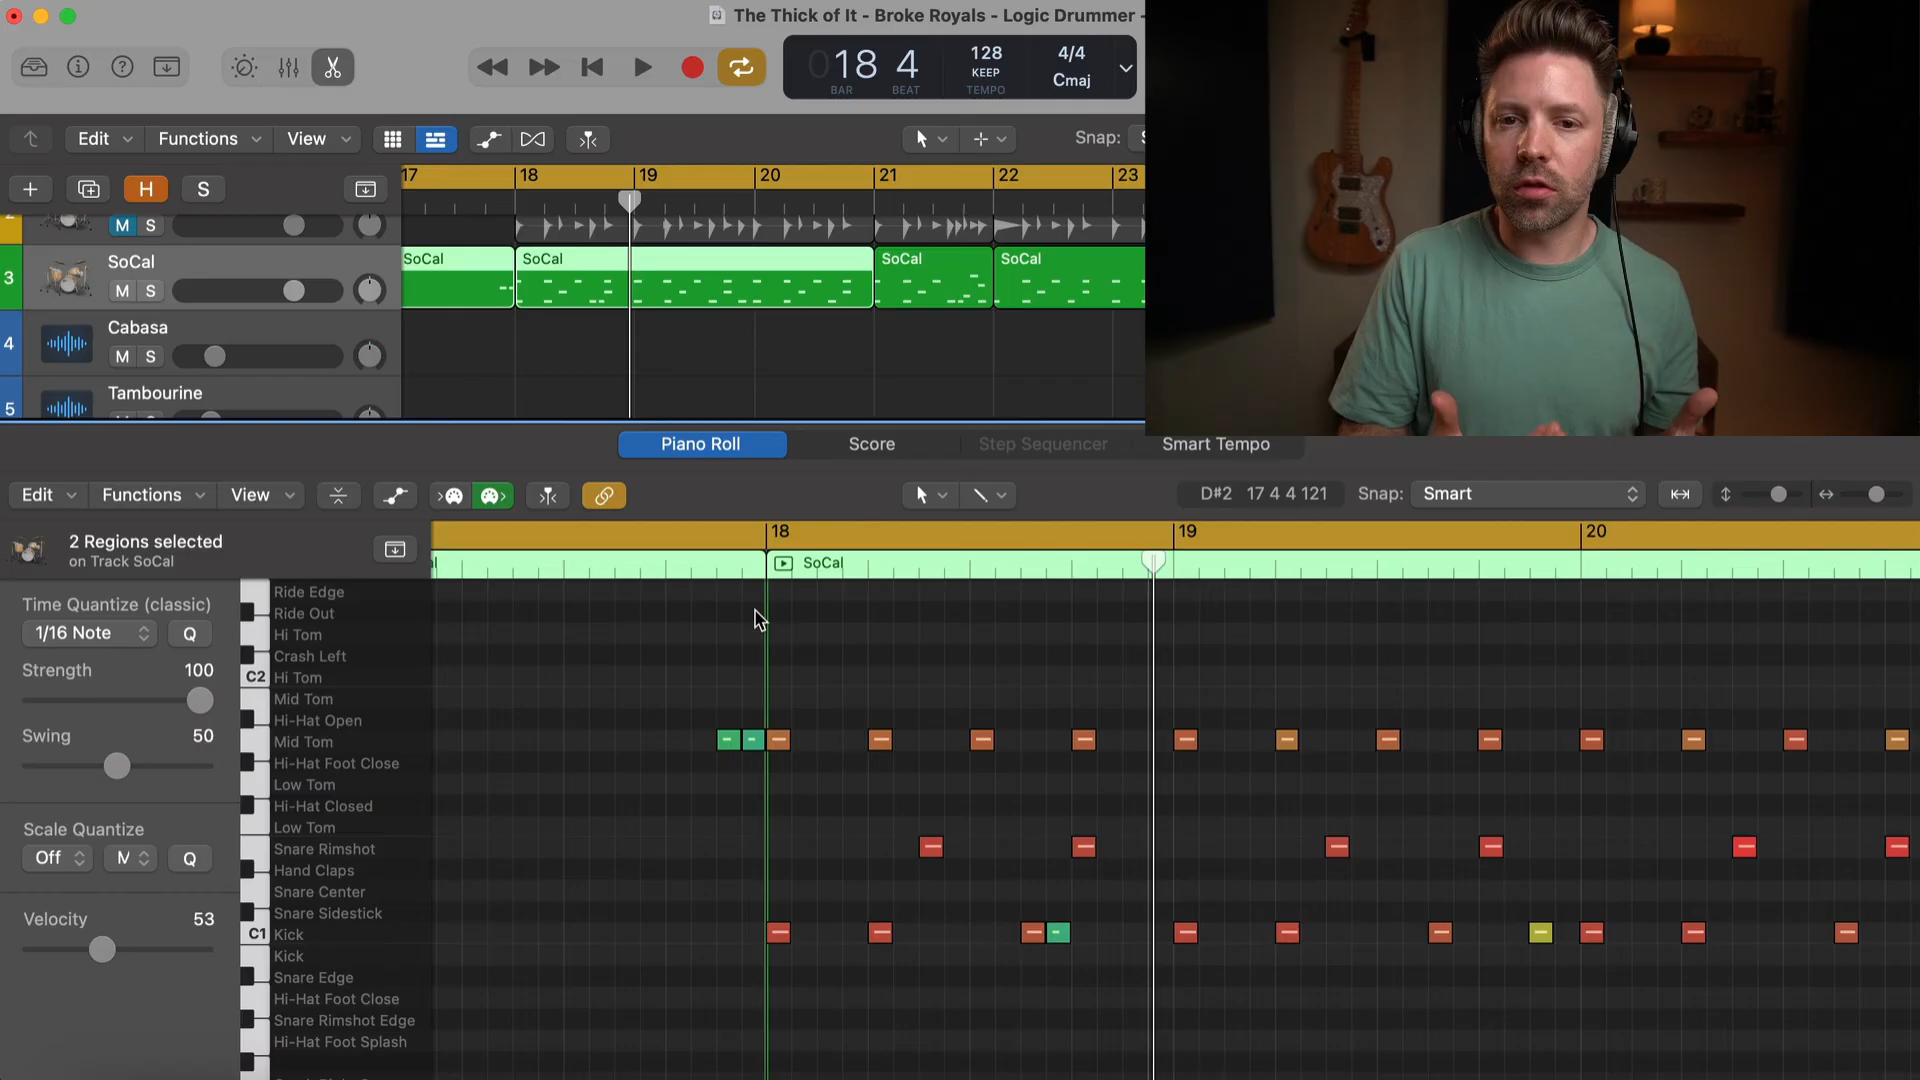 The Thick of It - Broke Royals - Logic Drummer -
018 4
BAR BEAT
128
KEEP
TEMPO
4/4
Cmaj
Edit Functions View
Snap:
H S
17 18 19 20 21 22 23
2
M S
3
SoCal
M S
SoCal SoCal SoCal SoCal
4
Cabasa
M S
5
Tambourine
Piano Roll Score Step Sequencer Smart Tempo
Edit Functions View
D#2 17 4 4 121
Snap: Smart
2 Regions selected
on Track SoCal
18 19 20
SoCal
Time Quantize (classic)
1/16 Note Q
Strength 100
Swing 50
Scale Quantize
Off M Q
Velocity 53
Ride Edge
Ride Out
Hi Tom
Crash Left
C2 Hi Tom
Mid Tom
Hi-Hat Open
Mid Tom
Hi-Hat Foot Close
Low Tom
Hi-Hat Closed
Low Tom
Snare Rimshot
Hand Claps
Snare Center
Snare Sidestick
C1 Kick
Kick
Snare Edge
Hi-Hat Foot Close
Snare Rimshot Edge
Hi-Hat Foot Splash